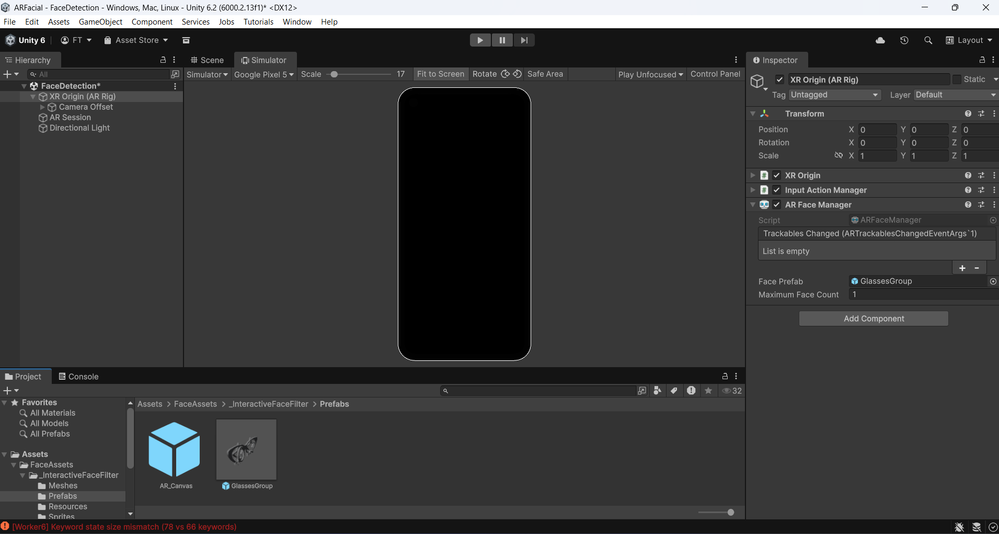 ARFacial - FaceDetection - Windows, Mac, Linux - Unity 6.2 (6000.2.13f1)* <DX12>
File Edit Assets GameObject Component Services Jobs Tutorials Window Help
Unity 6 FT Asset Store Layout
Hierarchy
All
FaceDetection*
XR Origin (AR Rig)
Camera Offset
AR Session
Directional Light
Scene Simulator
Simulator Google Pixel 5 Scale 17 Fit to Screen Rotate Safe Area Play Unfocused Control Panel
Inspector
XR Origin (AR Rig) Static
Tag Untagged Layer Default
Transform
Position X 0 Y 0 Z 0
Rotation X 0 Y 0 Z 0
Scale X 1 Y 1 Z 1
XR Origin
Input Action Manager
AR Face Manager
Script ARFaceManager
Trackables Changed (ARTrackablesChangedEventArgs`1)
List is empty
+ -
Face Prefab GlassesGroup
Maximum Face Count 1
Add Component
Project Console
32
Favorites
All Materials
All Models
All Prefabs
Assets
FaceAssets
_InteractiveFaceFilter
Meshes
Prefabs
Resources
Sprites
Assets > FaceAssets > _InteractiveFaceFilter > Prefabs
AR_Canvas GlassesGroup
[Worker6] Keyword state size mismatch (78 vs 66 keywords)